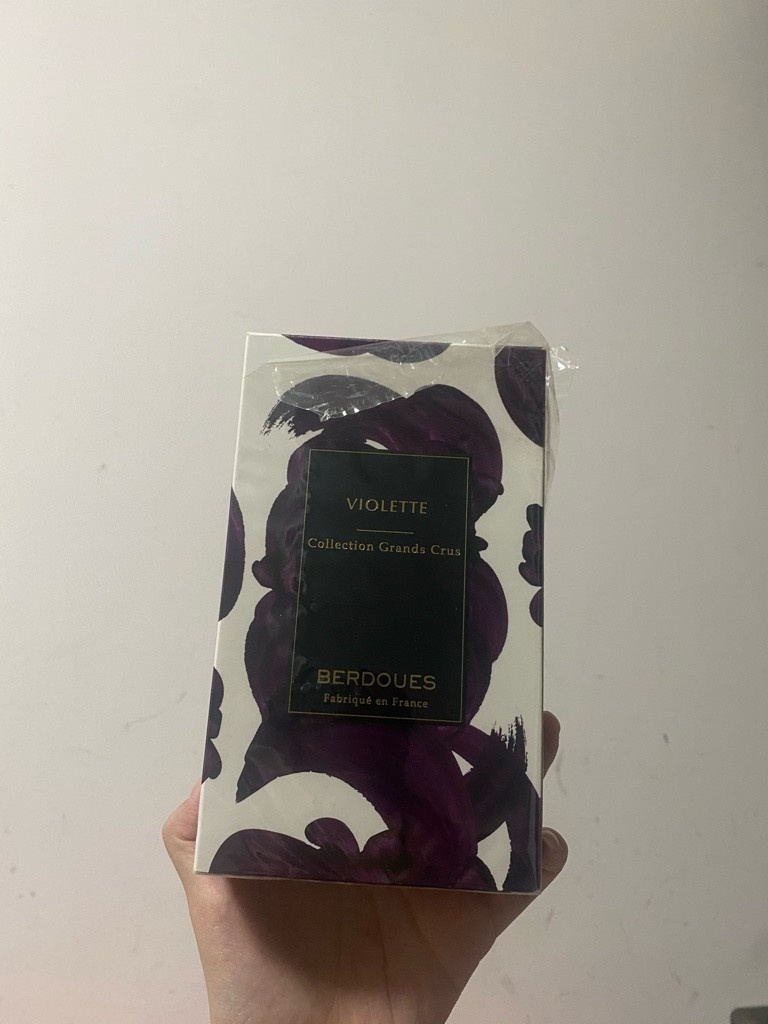 VIOLETTE
Collection Grands Crus
BERDOUES
Fabriqué en France